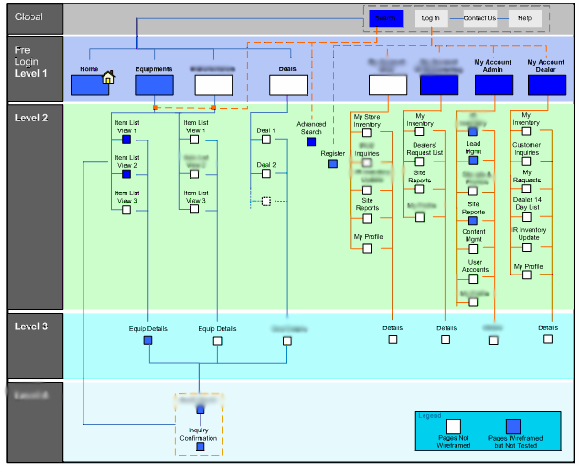 Global
Log In
Contact Us
Help
Pre
Login
Level 1
Home
Equipments
Deals
My Account
Admin
My Account
Dealer
Level 2
Item List
View 1
Item List
View 2
Item List
View 3
Item List
View 1
Item List
View 3
Deal 1
Deal 2
Advanced
Search
Register
My Store
Inventory
Inquiries
Site
Reports
My Profile
My
Inventory
Dealers'
Request List
Site
Reports
Lead
Mgmt
Site
Reports
Content
Mgmt
User
Accounts
My
Inventory
Customer
Inquiries
My
Requests
Dealer 14
Day List
IR Inventory
Update
My Profile
Level 3
Equip Details
Equip Details
Details
Details
Details
Inquiry
Confirmation
Legend
Pages Not
Wireframed
Pages Wireframed
but Not Tested